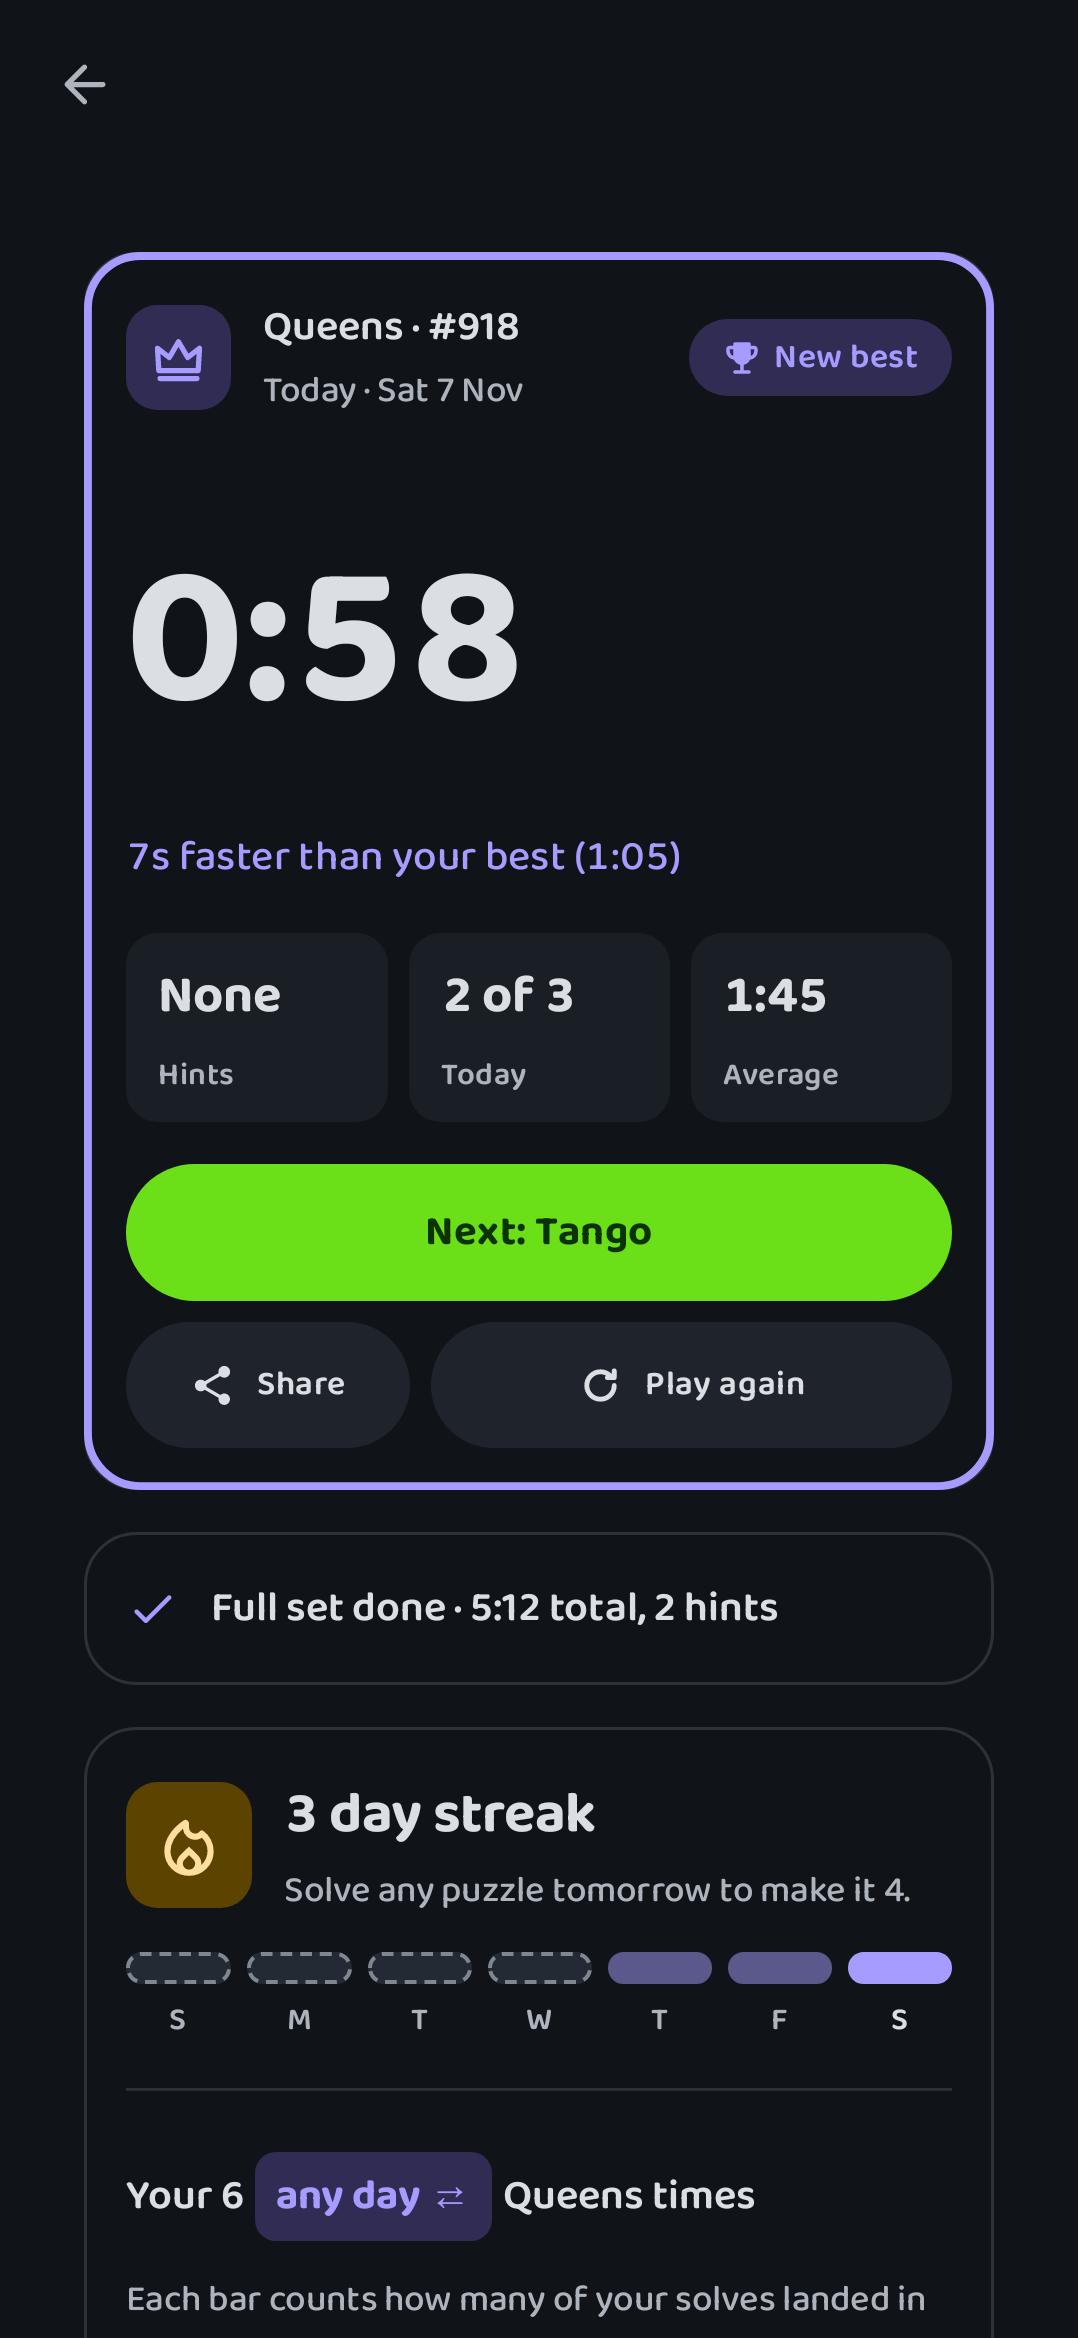 Queens · #918
Today · Sat 7 Nov
New best
0:58
7s faster than your best (1:05)
None
Hints
2 of 3
Today
1:45
Average
Next: Tango
Share
Play again
Full set done · 5:12 total, 2 hints
3 day streak
Solve any puzzle tomorrow to make it 4.
S M T W T F S
Your 6 any day ⇄ Queens times
Each bar counts how many of your solves landed in